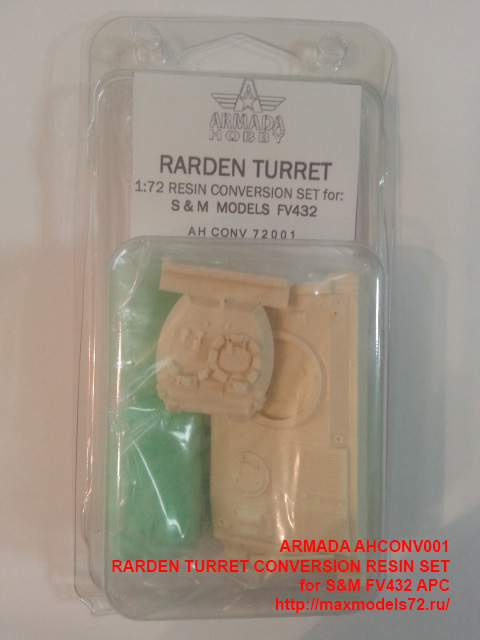 A
ARMADA
HOBBY
RARDEN TURRET
1:72 RESIN CONVERSION SET for:
S & M MODELS FV432
AH CONV 72001
ARMADA AHCONV001
RARDEN TURRET CONVERSION RESIN SET
for S&M FV432 APC
http://maxmodels72.ru/